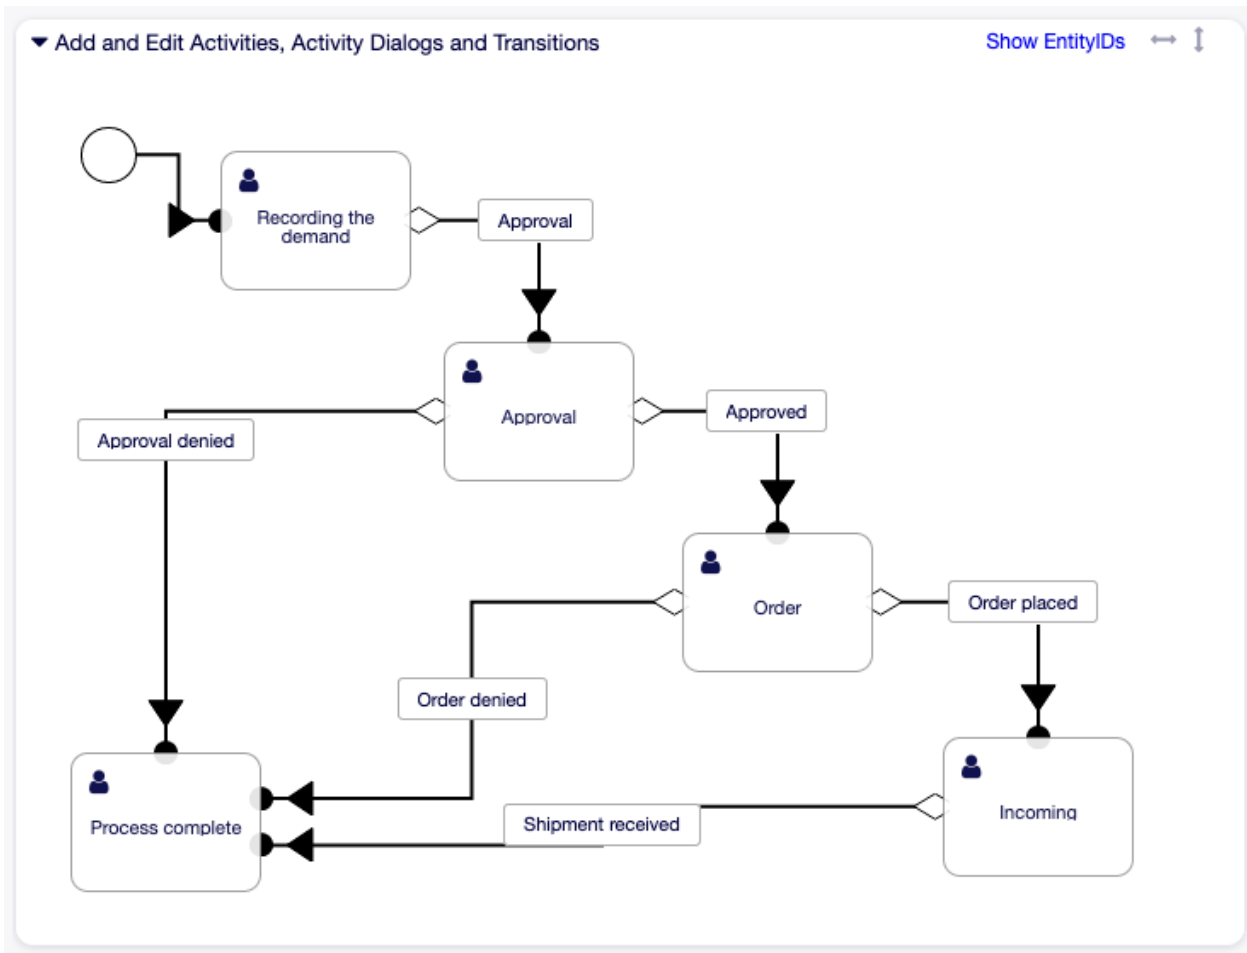 Add and Edit Activities, Activity Dialogs and Transitions
Show EntityIDs
Recording the
demand
Approval
Approval
Approved
Approval denied
Order
Order placed
Order denied
Incoming
Shipment received
Process complete